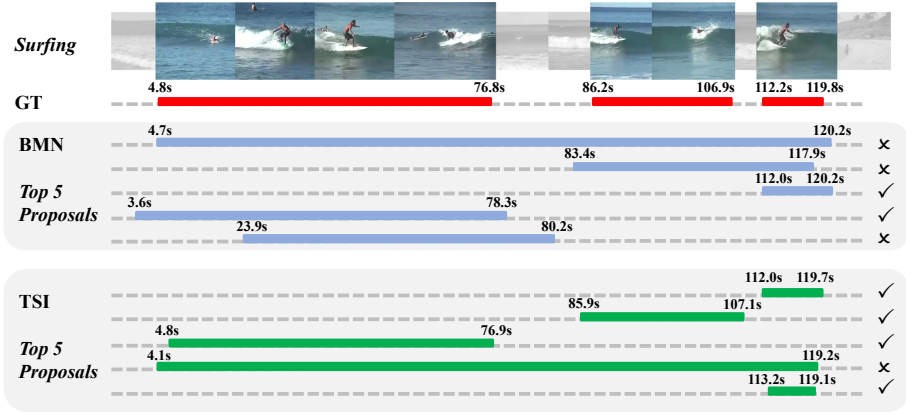 Surfing
GT
4.8s 76.8s 86.2s 106.9s 112.2s 119.8s
BMN
4.7s 120.2s
83.4s 117.9s
Top 5
Proposals
112.0s 120.2s
3.6s 78.3s
23.9s 80.2s
TSI
112.0s 119.7s
85.9s 107.1s
Top 5
Proposals
4.8s 76.9s
4.1s 119.2s
113.2s 119.1s